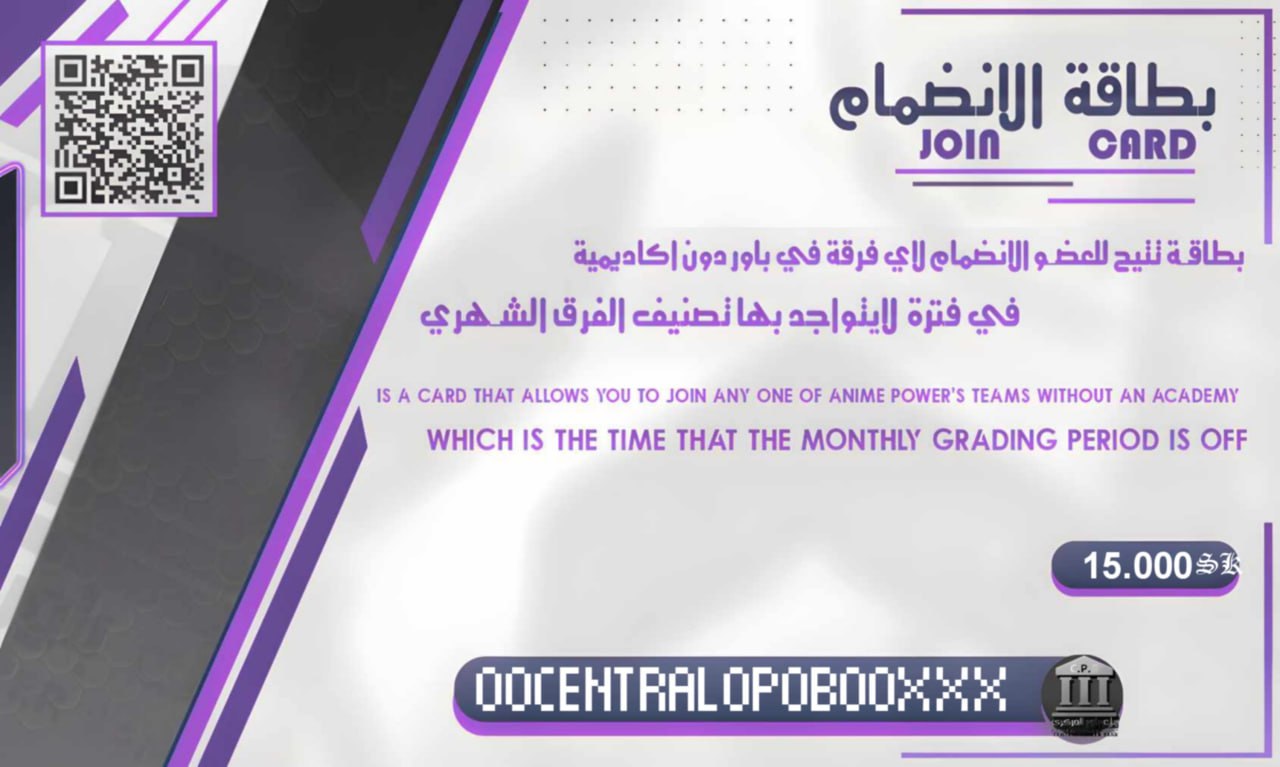 بطاقة الانضمام
JOIN CARD
بطاقة تتيح للعضو الانضمام لاي فرقة في باور دون اكاديمية
في فترة لايتواجد بها تصنيف الفرق الشهري
IS A CARD THAT ALLOWS YOU TO JOIN ANY ONE OF ANIME POWER'S TEAMS WITHOUT AN ACADEMY
WHICH IS THE TIME THAT THE MONTHLY GRADING PERIOD IS OFF
15.000 SK
OOCENTRALOPOBOOXXX
C.P.